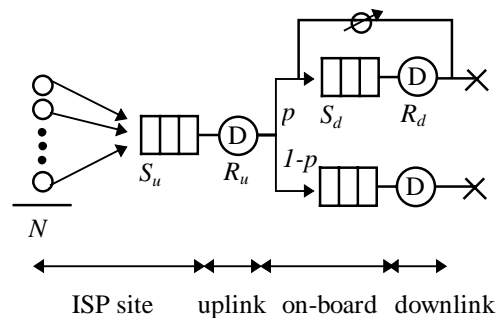 D
p
S_d
R_d
D
S_u
R_u
1-p
D
N
ISP site uplink on-board downlink